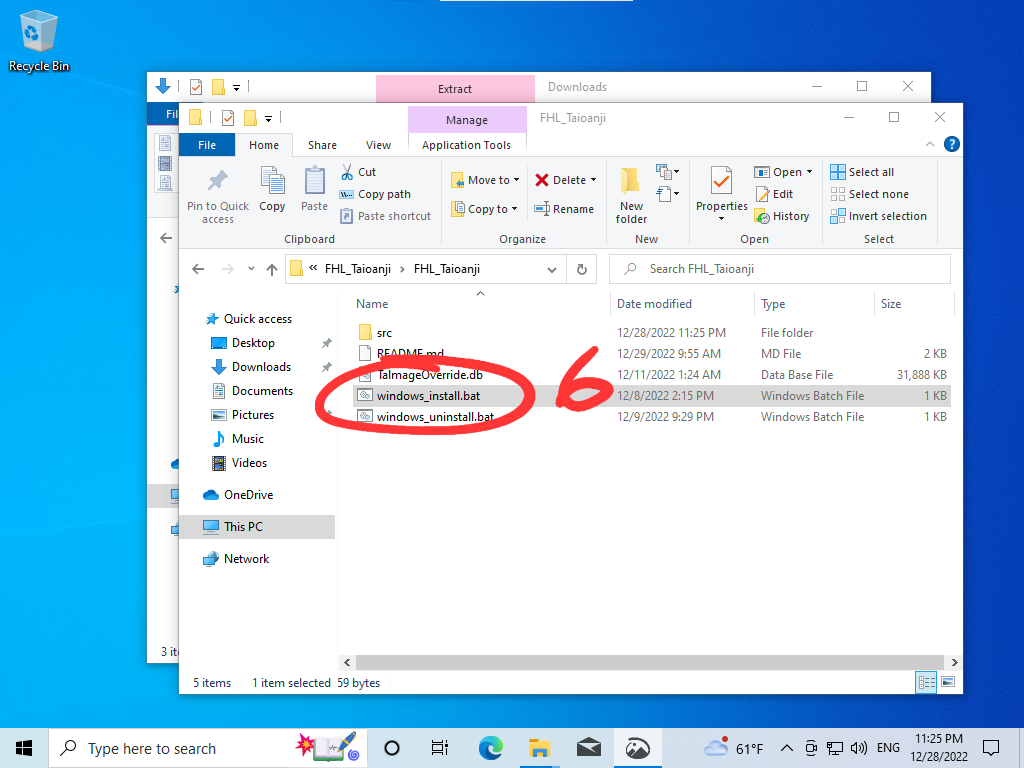 Recycle Bin
Extract
Downloads
Fil
Manage
FHL_Taioanji
File
Home
Share
View
Application Tools
Pin to Quick access
Copy
Paste
Cut
Copy path
Paste shortcut
Clipboard
Move to
Copy to
Delete
Rename
Organize
New folder
New
Properties
Open
Edit
History
Open
Select all
Select none
Invert selection
Select
« FHL_Taioanji › FHL_Taioanji
Search FHL_Taioanji
Quick access
Desktop
Downloads
Documents
Pictures
Music
Videos
OneDrive
This PC
Network
Name Date modified Type Size
src 12/28/2022 11:25 PM File folder
README.md 12/29/2022 9:55 AM MD File 2 KB
TaImageOverride.db 12/11/2022 1:24 AM Data Base File 31,888 KB
windows_install.bat 12/8/2022 2:15 PM Windows Batch File 1 KB
windows_uninstall.bat 12/9/2022 9:29 PM Windows Batch File 1 KB
6
3 it
5 items 1 item selected 59 bytes
Type here to search
61°F
ENG
11:25 PM
12/28/2022